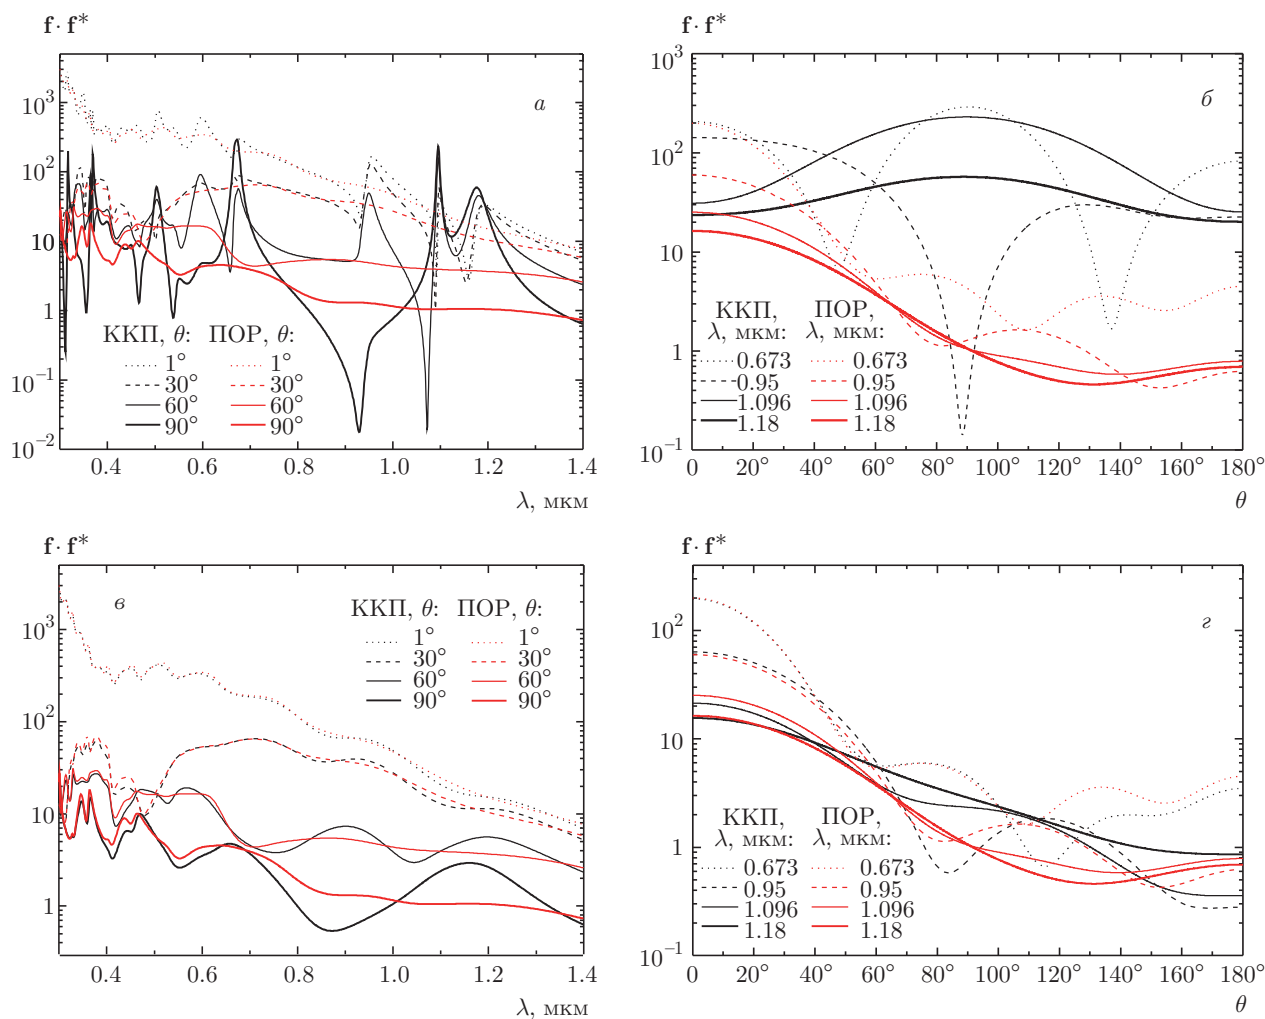 f · f*
10³
10²
10
1
10⁻¹
10⁻²
а
ККП, θ: ПОР, θ:
1° 1°
30° 30°
60° 60°
90° 90°
0.4 0.6 0.8 1.0 1.2 1.4
λ, мкм
f · f*
10³
10²
10
1
10⁻¹
б
ККП, ПОР,
λ, мкм: λ, мкм:
0.673 0.673
0.95 0.95
1.096 1.096
1.18 1.18
0 20° 40° 60° 80° 100° 120° 140° 160° 180°
θ
f · f*
10³
10²
10
1
в
ККП, θ: ПОР, θ:
1° 1°
30° 30°
60° 60°
90° 90°
0.4 0.6 0.8 1.0 1.2 1.4
λ, мкм
f · f*
10²
10
1
10⁻¹
г
ККП, ПОР,
λ, мкм: λ, мкм:
0.673 0.673
0.95 0.95
1.096 1.096
1.18 1.18
0 20° 40° 60° 80° 100° 120° 140° 160° 180°
θ